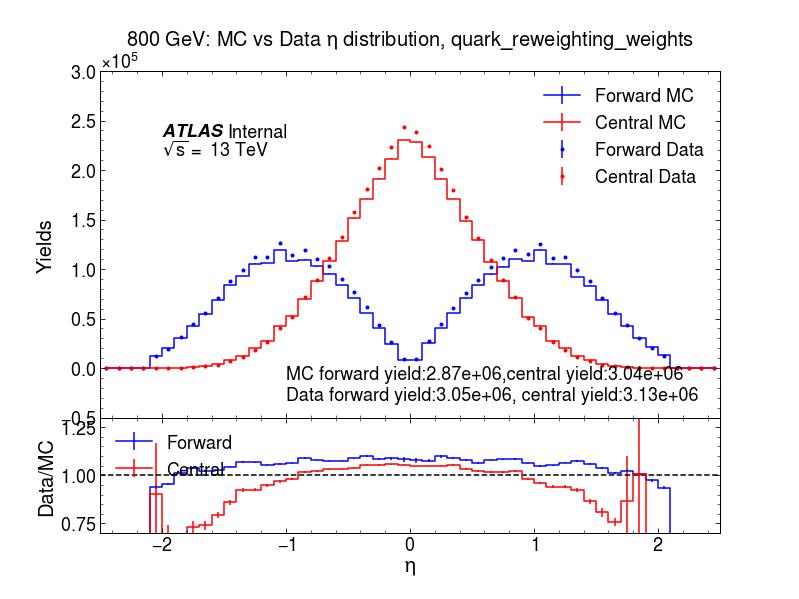 800 GeV: MC vs Data η distribution, quark_reweighting_weights
×10⁵
3.0
2.5
2.0
1.5
1.0
0.5
0.0
0.5
Yields
ATLAS Internal
√s = 13 TeV
Forward MC
Central MC
Forward Data
Central Data
MC forward yield:2.87e+06,central yield:3.04e+06
Data forward yield:3.05e+06, central yield:3.13e+06
1.25
1.00
0.75
Data/MC
Forward
Central
−2
−1
0
1
2
η